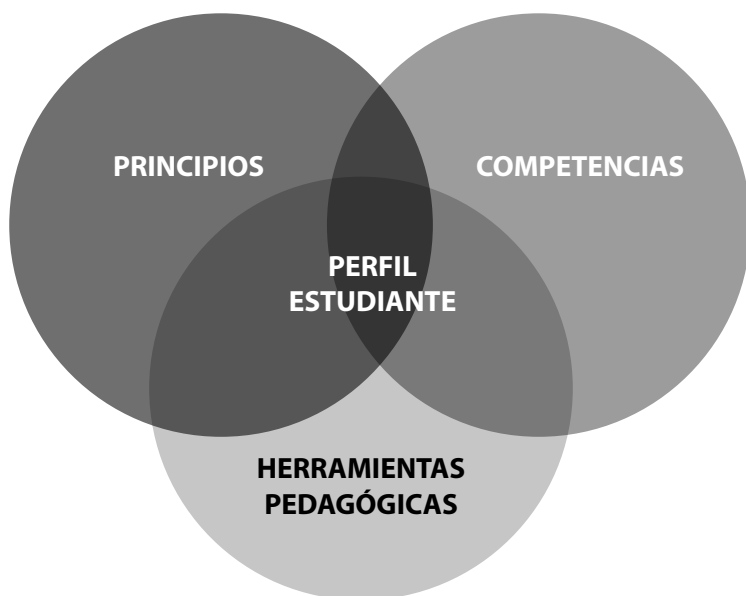 PRINCIPIOS
COMPETENCIAS
PERFIL
ESTUDIANTE
HERRAMIENTAS
PEDAGÓGICAS